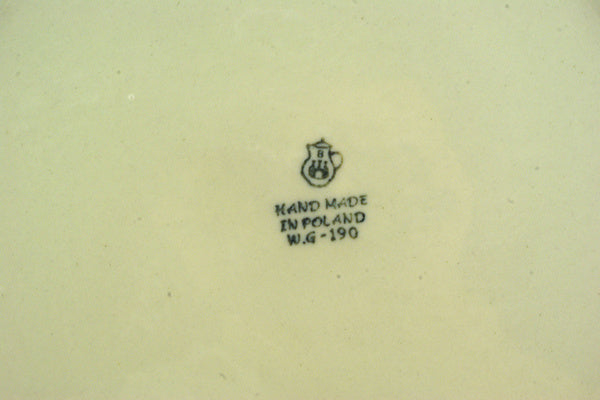 B
HAND MADE
IN POLAND
W.G-190